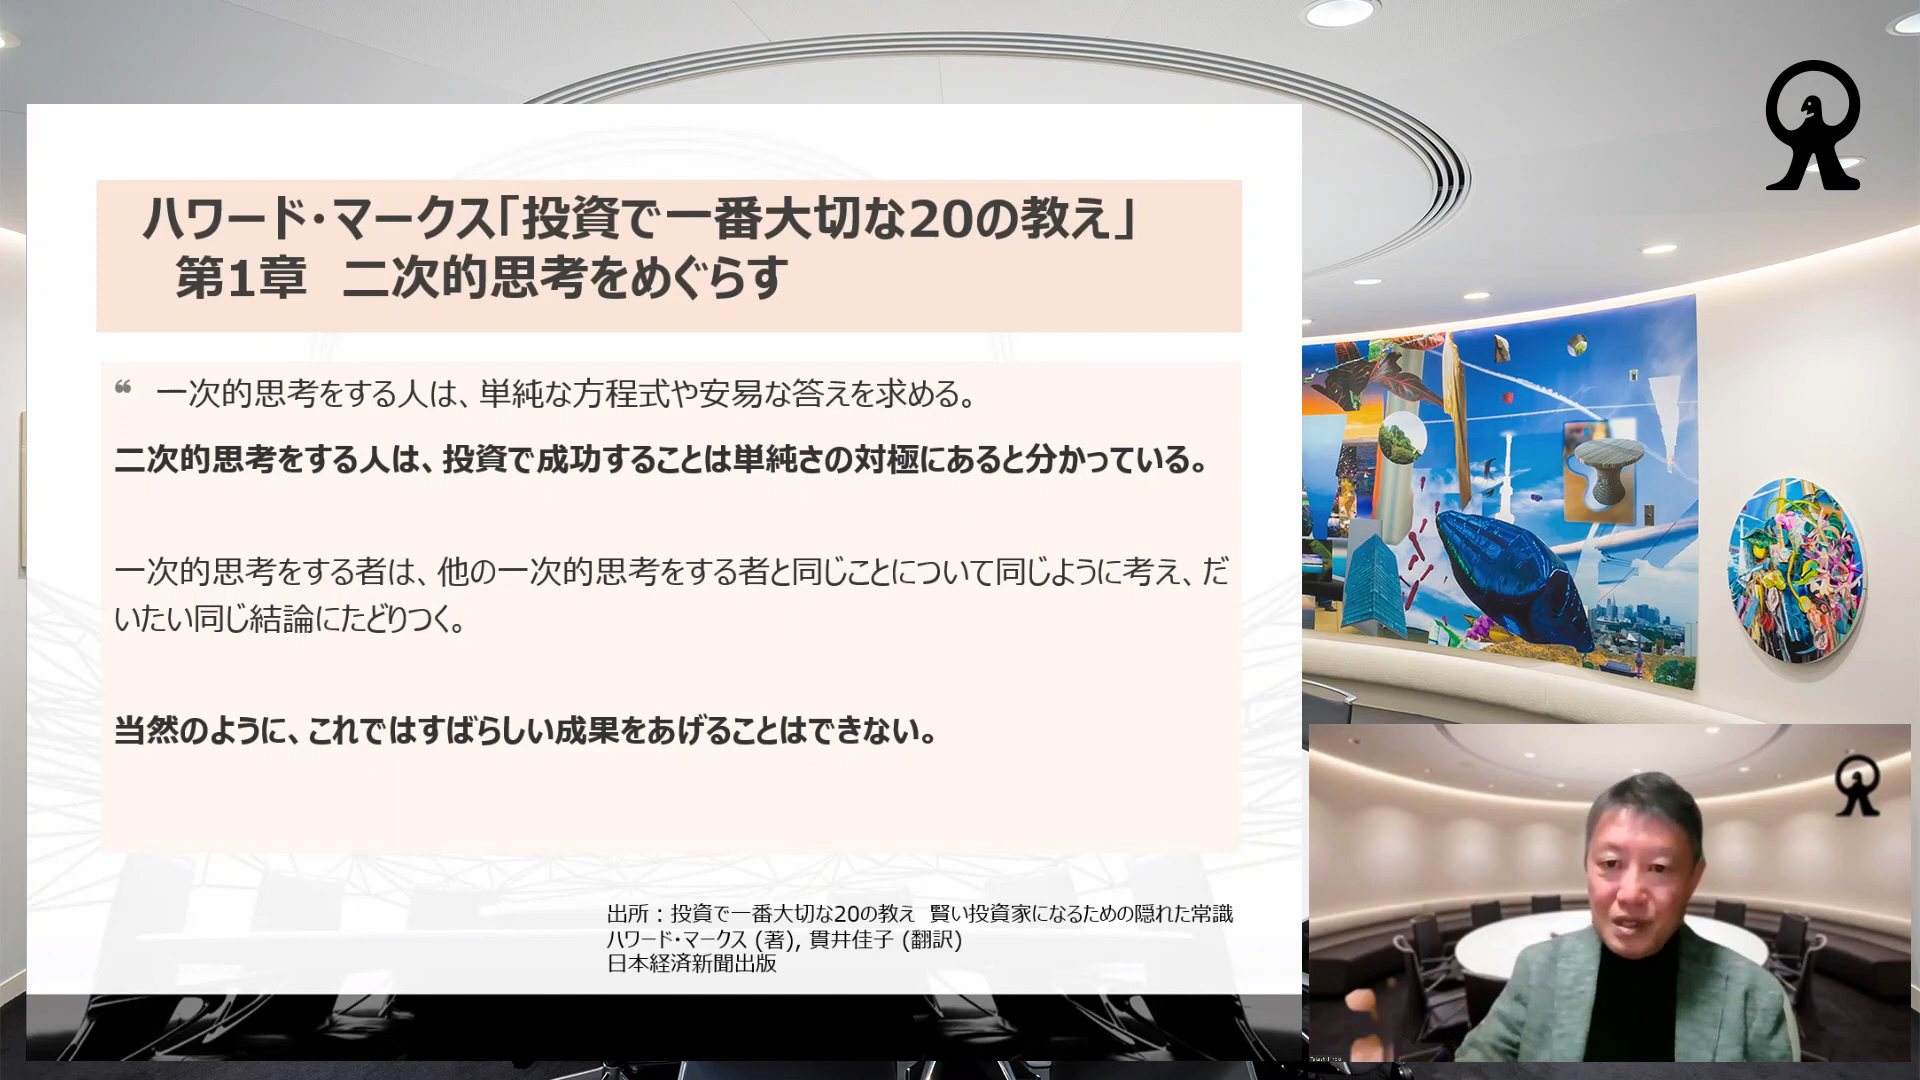 ハワード・マークス「投資で一番大切な20の教え」
第1章　二次的思考をめぐらす
❝ 一次的思考をする人は、単純な方程式や安易な答えを求める。
二次的思考をする人は、投資で成功することは単純さの対極にあると分かっている。
一次的思考をする者は、他の一次的思考をする者と同じことについて同じように考え、だ
いたい同じ結論にたどりつく。
当然のように、これではすばらしい成果をあげることはできない。
出所：投資で一番大切な20の教え　賢い投資家になるための隠れた常識
ハワード・マークス (著), 貫井佳子 (翻訳)
日本経済新聞出版